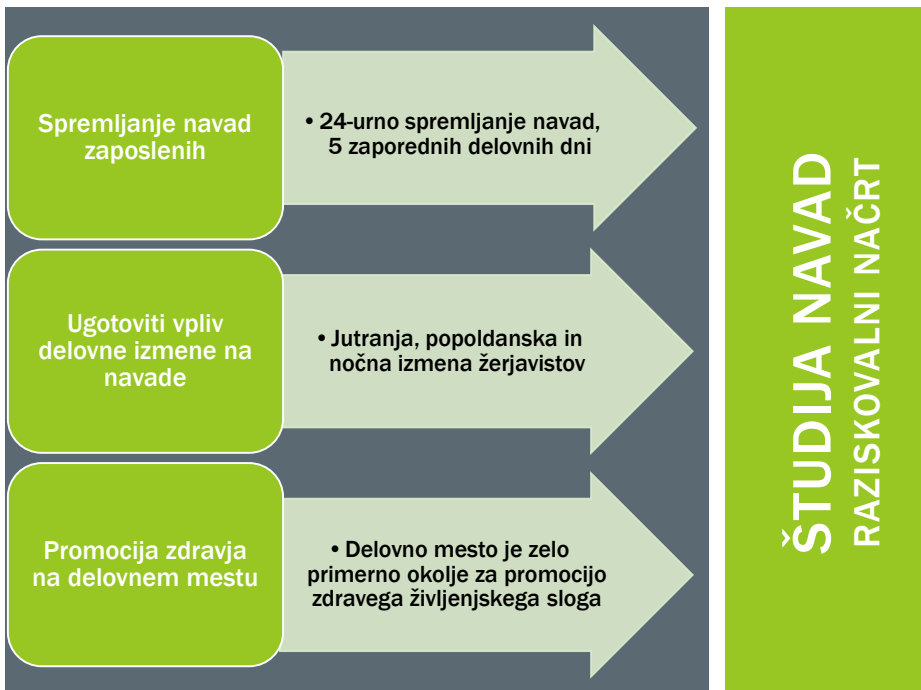 Spremljanje navad
zaposlenih
• 24-urno spremljanje navad,
5 zaporednih delovnih dni
Ugotoviti vpliv
delovne izmene na
navade
• Jutranja, popoldanska in
nočna izmena žerjavistov
Promocija zdravja
na delovnem mestu
• Delovno mesto je zelo
primerno okolje za promocijo
zdravega življenjskega sloga
ŠTUDIJA NAVAD
RAZISKOVALNI NAČRT